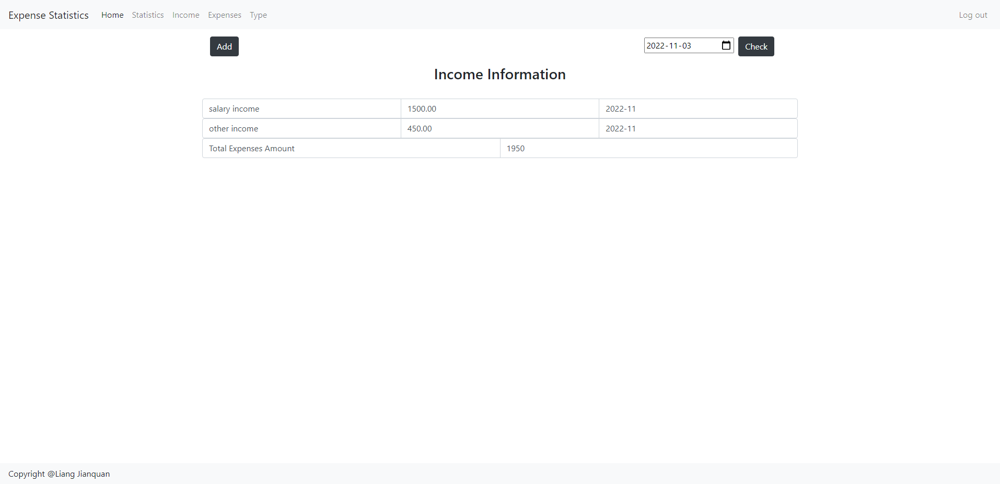 Expense Statistics Home Statistics Income Expenses Type Log out
Add 2022-11-03 Check
Income Information
salary income 1500.00 2022-11
other income 450.00 2022-11
Total Expenses Amount 1950
Copyright @Liang Jianquan